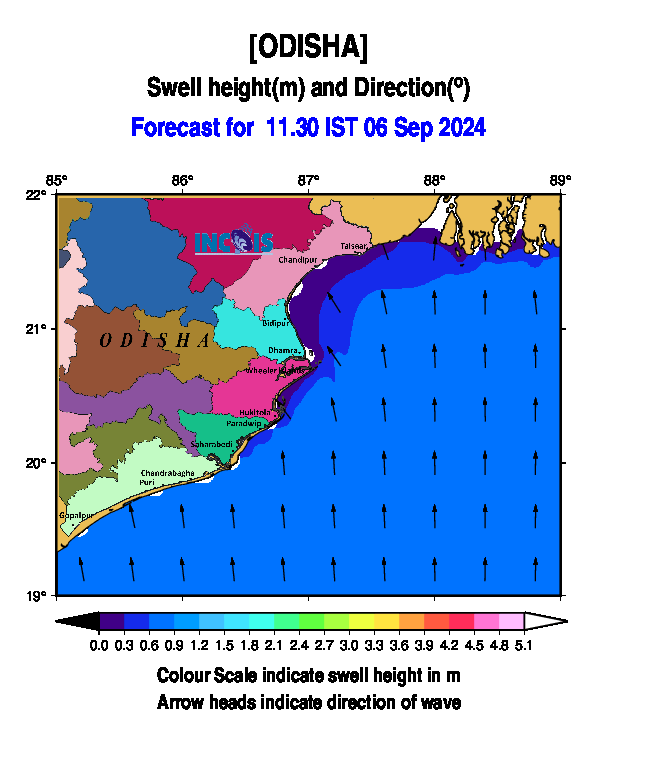 [ODISHA]
Swell height(m) and Direction(º)
Forecast for 11.30 IST 06 Sep 2024
85° 86° 87° 88° 89°
22°
INCOIS
Talsear
Chandipur
21°
Bidipur
ODISHA
Dhamra
Wheeler
Hukitola
Paradwip
Saharabedi
20°
Chendrabagha
Puri
Gopalpur
19°
0.0 0.3 0.6 0.9 1.2 1.5 1.8 2.1 2.4 2.7 3.0 3.3 3.6 3.9 4.2 4.5 4.8 5.1
Colour Scale indicate swell height in m
Arrow heads indicate direction of wave